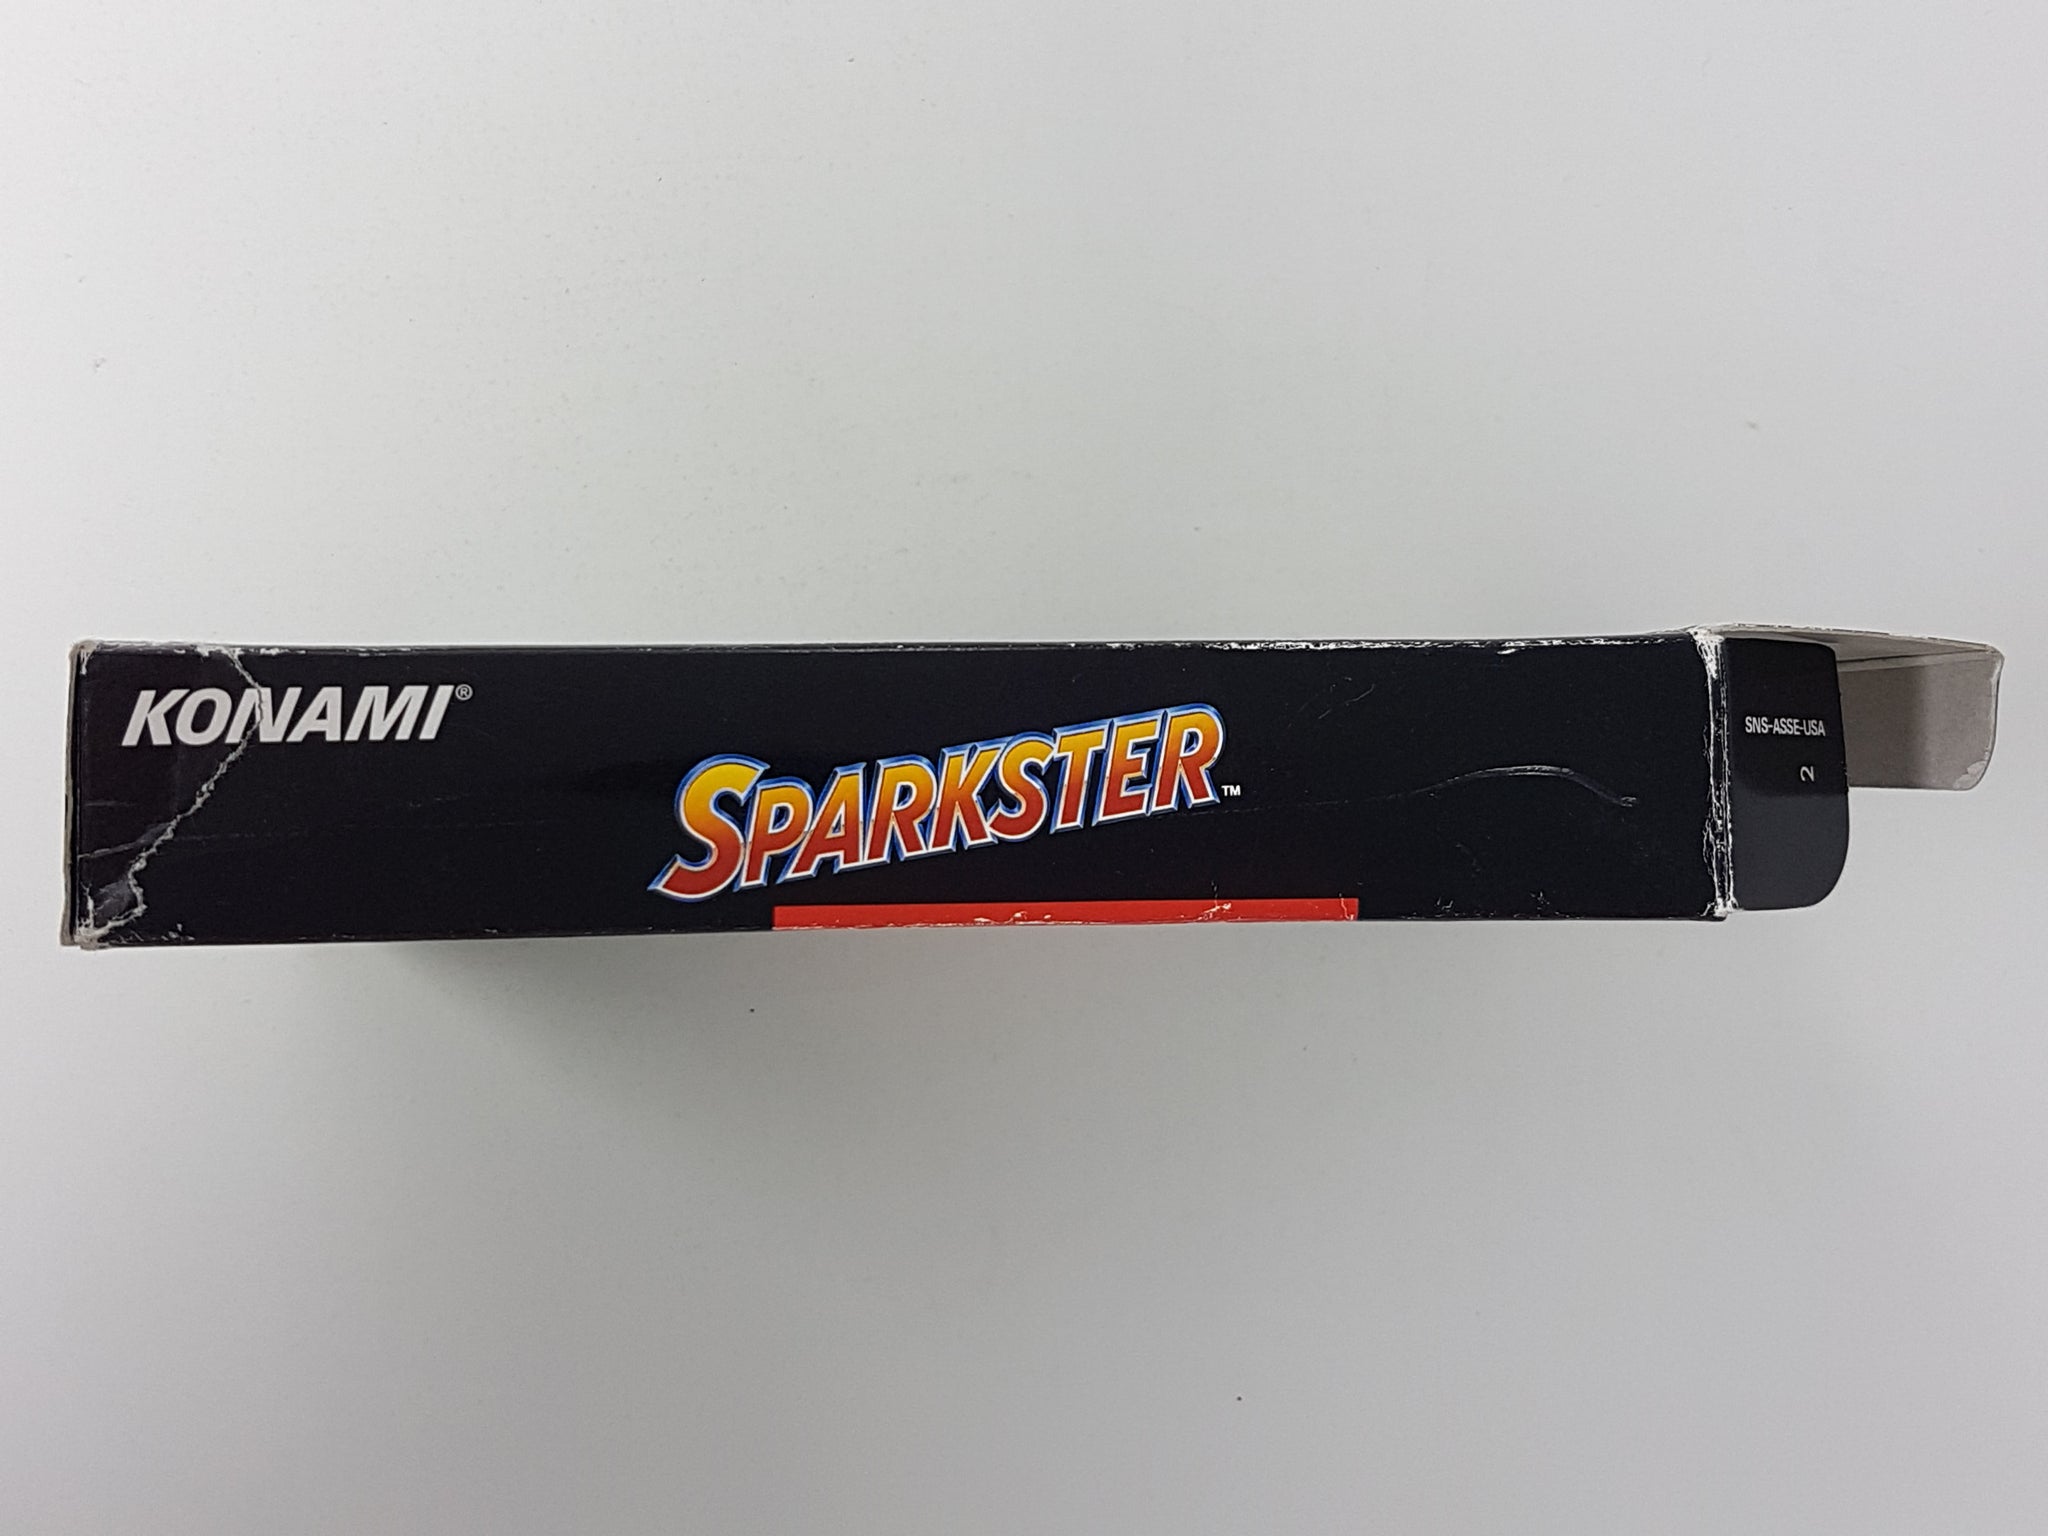 KONAMI®
SPARKSTER™
SNS-ASSE-USA
2